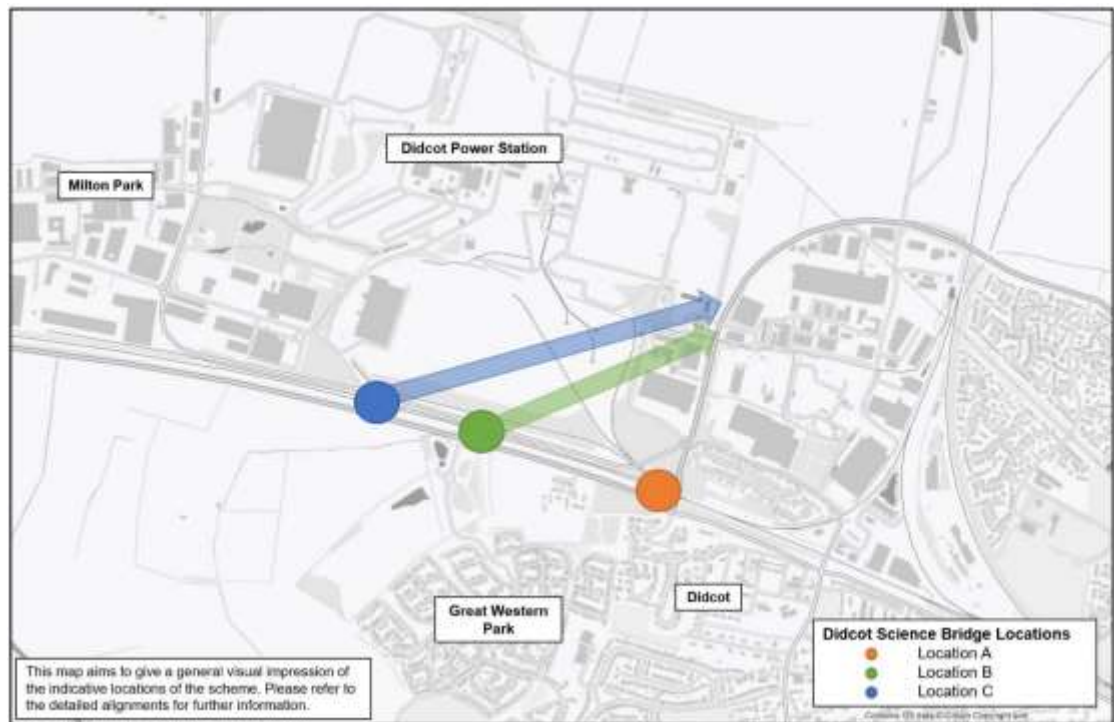 Didcot Power Station
Milton Park
Great Western
Park
Didcot
Didcot Science Bridge Locations
Location A
Location B
Location C
This map aims to give a general visual impression of
the indicative locations of the scheme. Please refer to
the detailed alignments for further information.